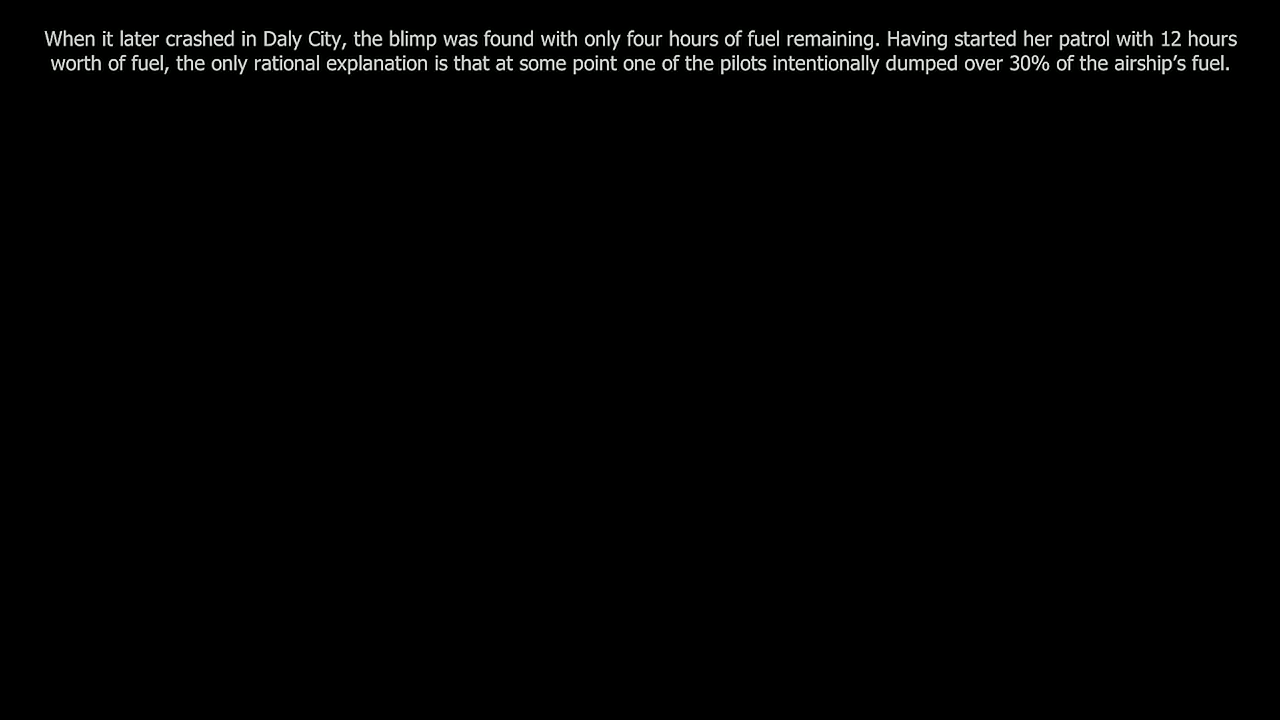 When it later crashed in Daly City, the blimp was found with only four hours of fuel remaining. Having started her patrol with 12 hours
worth of fuel, the only rational explanation is that at some point one of the pilots intentionally dumped over 30% of the airship’s fuel.